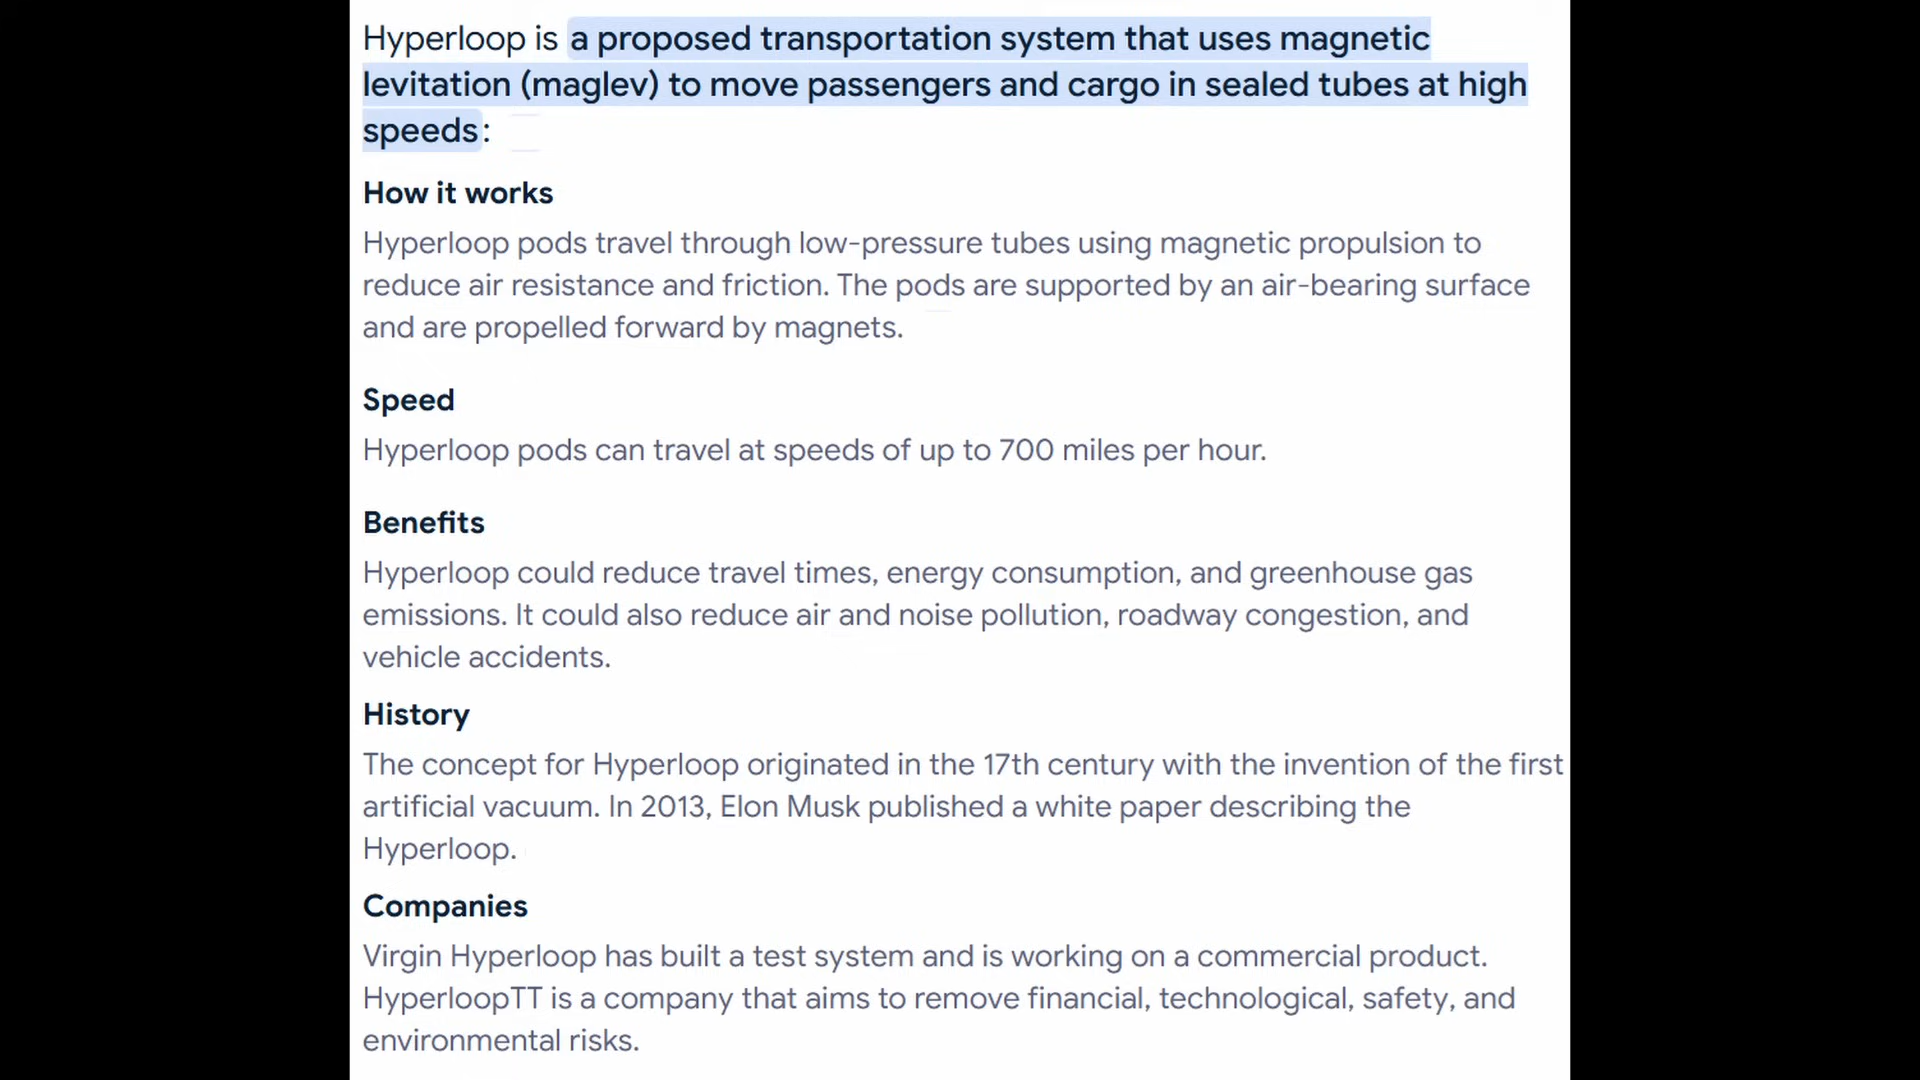 Hyperloop is a proposed transportation system that uses magnetic
levitation (maglev) to move passengers and cargo in sealed tubes at high
speeds:
How it works
Hyperloop pods travel through low-pressure tubes using magnetic propulsion to
reduce air resistance and friction. The pods are supported by an air-bearing surface
and are propelled forward by magnets.
Speed
Hyperloop pods can travel at speeds of up to 700 miles per hour.
Benefits
Hyperloop could reduce travel times, energy consumption, and greenhouse gas
emissions. It could also reduce air and noise pollution, roadway congestion, and
vehicle accidents.
History
The concept for Hyperloop originated in the 17th century with the invention of the first
artificial vacuum. In 2013, Elon Musk published a white paper describing the
Hyperloop.
Companies
Virgin Hyperloop has built a test system and is working on a commercial product.
HyperloopTT is a company that aims to remove financial, technological, safety, and
environmental risks.